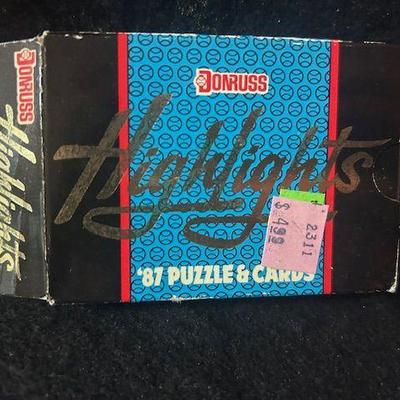 DONRUSS
Highlights
DONRUSS
Highlights
'87 PUZZLE & CARDS
2311
$4.99